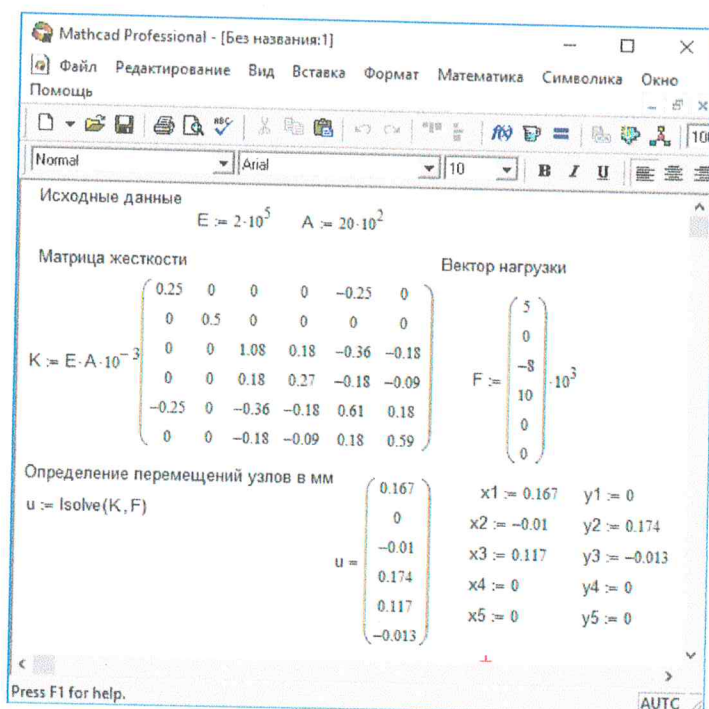 Mathcad Professional - [Без названия:1]
Файл Редактирование Вид Вставка Формат Математика Символика Окно
Помощь
Normal Arial 10 B I U
Исходные данные
E := 2·10^5 A := 20·10^2
Матрица жесткости Вектор нагрузки
K := E·A·10^-3
0.25 0 0 0 -0.25 0
0 0.5 0 0 0 0
0 0 1.08 0.18 -0.36 -0.18
0 0 0.18 0.27 -0.18 -0.09
-0.25 0 -0.36 -0.18 0.61 0.18
0 0 -0.18 -0.09 0.18 0.59
F :=
5
0
-8
10
0
0
·10^3
Определение перемещений узлов в мм
u := lsolve(K,F)
u =
0.167
0
-0.01
0.174
0.117
-0.013
x1 := 0.167 y1 := 0
x2 := -0.01 y2 := 0.174
x3 := 0.117 y3 := -0.013
x4 := 0 y4 := 0
x5 := 0 y5 := 0
Press F1 for help.
AUTC